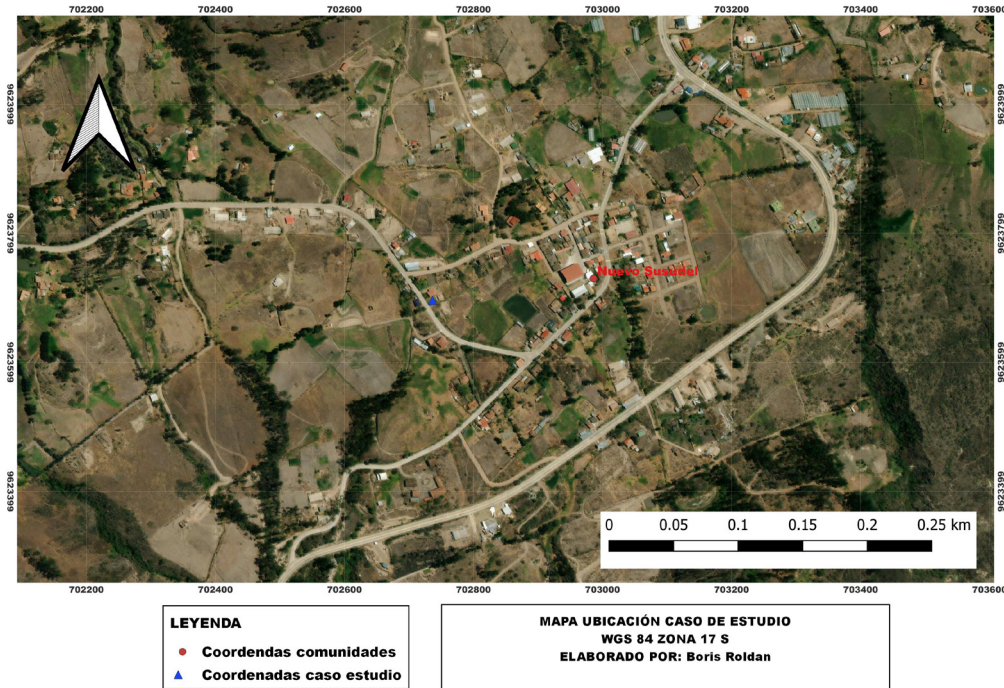 702200 702400 702600 702800 703000 703200 703400 703600
9623999 9623999
9623799 9623799
Nuevo Susudel
9623599 9623599
9623399 9623399
0 0.05 0.1 0.15 0.2 0.25 km
702200 702400 702600 702800 703000 703200 703400 703600
LEYENDA
Coordendas comunidades
Coordenadas caso estudio
MAPA UBICACIÓN CASO DE ESTUDIO
WGS 84 ZONA 17 S
ELABORADO POR: Boris Roldan